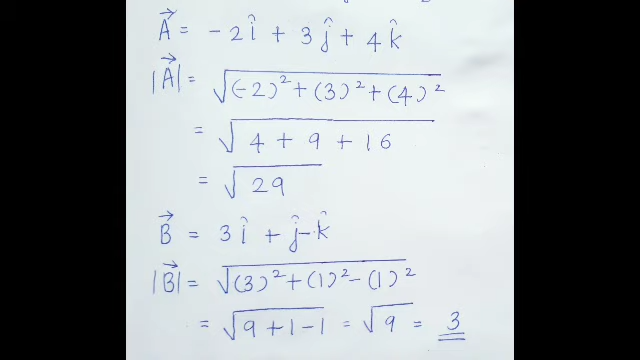 A⃗ = -2î + 3ĵ + 4k̂
|A⃗| = √(-2)² + (3)² + (4)²
= √4 + 9 + 16
= √29
B⃗ = 3î + ĵ - k̂
|B⃗| = √(3)² + (1)² - (1)²
= √9 + 1 - 1 = √9 = 3